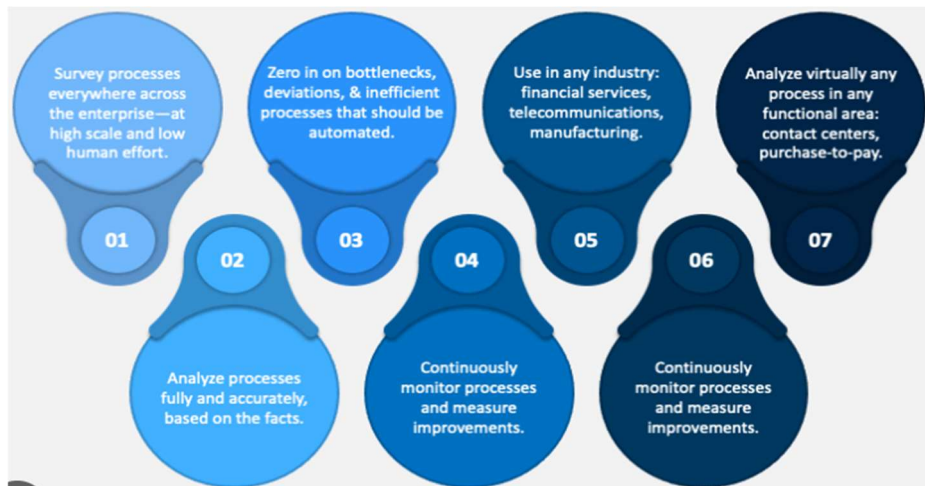 Survey processes
everywhere across
the enterprise—at
high scale and low
human effort.
01
02
Analyze processes
fully and accurately,
based on the facts.
Zero in on bottlenecks,
deviations, & inefficient
processes that should be
automated.
03
04
Continuously
monitor processes
and measure
improvements.
Use in any industry:
financial services,
telecommunications,
manufacturing.
05
06
Continuously
monitor processes
and measure
improvements.
Analyze virtually any
process in any
functional area:
contact centers,
purchase-to-pay.
07